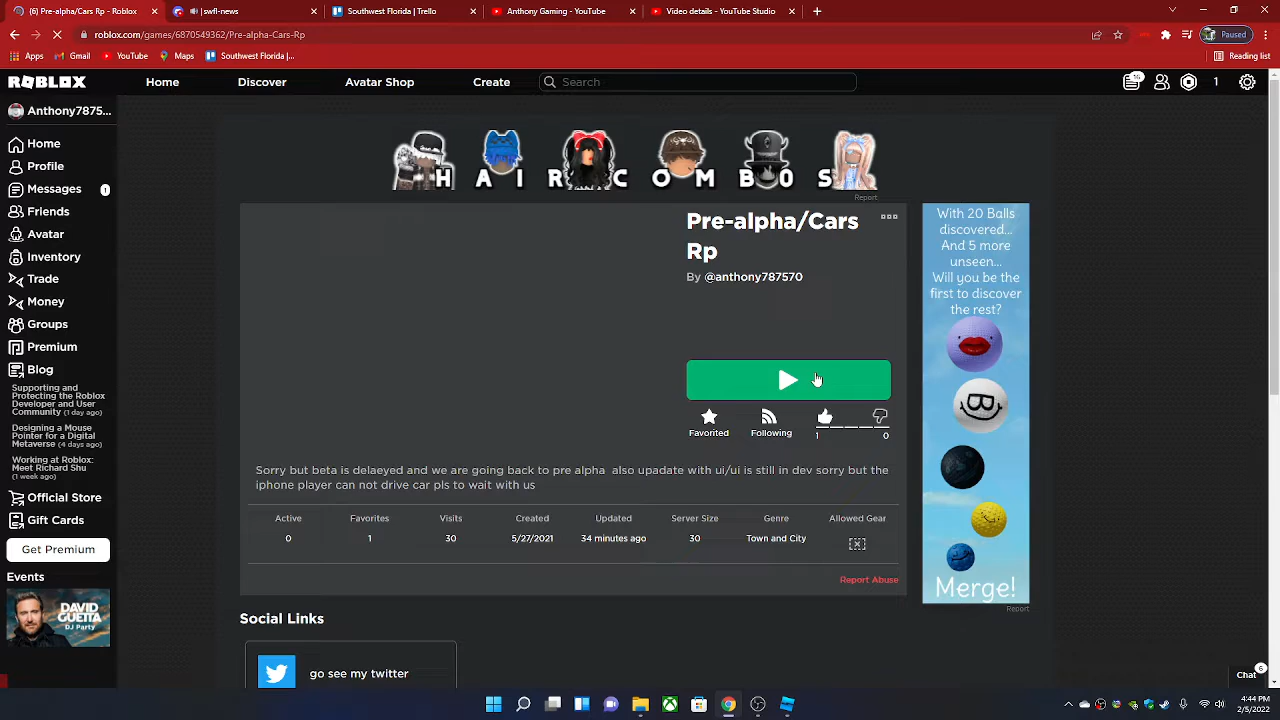 (6) Pre-alpha/Cars-Rp
swfl-news
Southwest Florida | Trello
Anthony Gaming - YouTube
Video details - YouTube Studio
roblox.com/games/6870549362/Pre-alpha-Cars-Rp
Paused
Apps
Gmail
YouTube
Maps
Southwest Florida |...
Reading list
ROBLOX
Home
Discover
Avatar Shop
Create
Search
15
1
Anthony7875...
Home
Profile
Messages
1
Friends
Avatar
Inventory
Trade
Money
Groups
Premium
Blog
Supporting and
Protecting the Roblox
Developer and User
Community (1 day ago)
Designing a Mouse
Pointer for a Digital
Metaverse (4 days ago)
Working at Roblox:
Meet Richard Shu
(1 week ago)
Official Store
Gift Cards
Get Premium
Events
DAVID
GUETTA
DJ Party
HAIR COMBOS
Report
Pre-alpha/Cars
Rp
By @anthony787570
Favorited
Following
1
0
Sorry but beta is delaeyed and we are going back to pre alpha also upadate with ui/ui is still in dev sorry but the
iphone player can not drive car pls to wait with us
Active
Favorites
Visits
Created
Updated
Server Size
Genre
Allowed Gear
0
1
30
5/27/2021
34 minutes ago
30
Town and City
Report Abuse
Social Links
go see my twitter
With 20 Balls
discovered...
And 5 more
unseen...
Will you be the
first to discover
the rest?
B
Merge!
Report
Chat
6
4:44 PM
2/5/2022